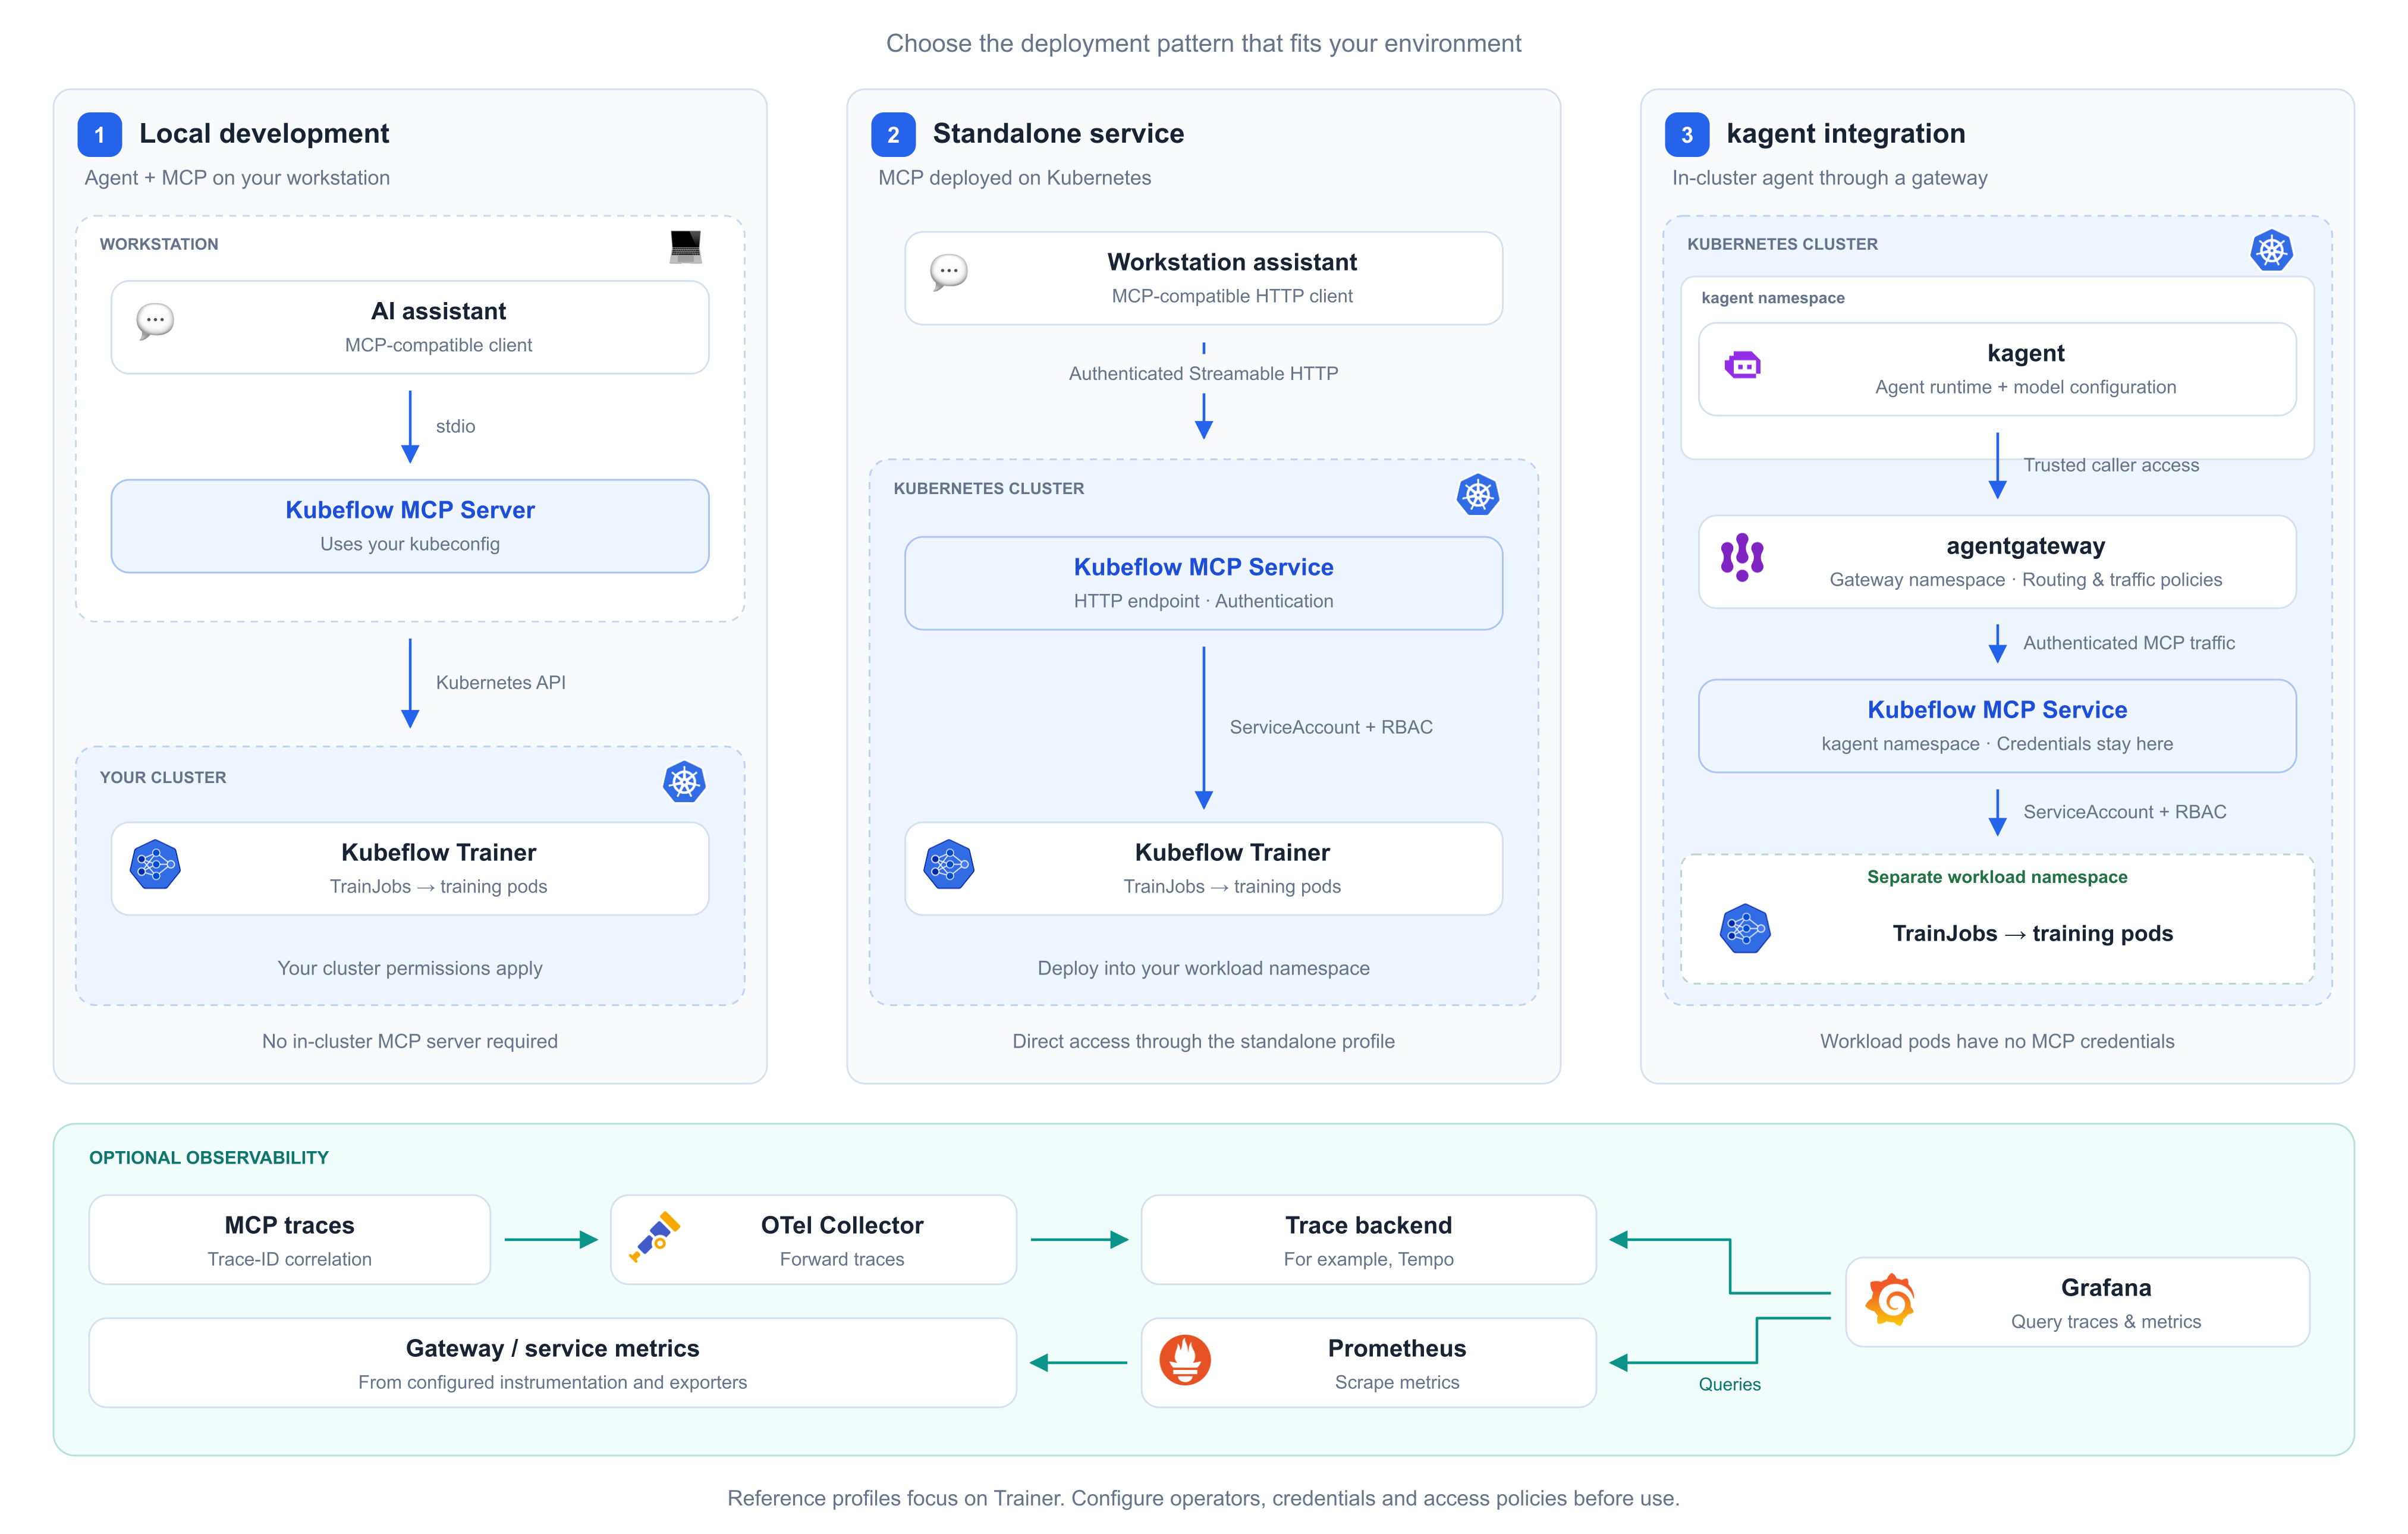 Choose the deployment pattern that fits your environment
1
Local development
Agent + MCP on your workstation
WORKSTATION
AI assistant
MCP-compatible client
stdio
Kubeflow MCP Server
Uses your kubeconfig
Kubernetes API
YOUR CLUSTER
Kubeflow Trainer
TrainJobs → training pods
Your cluster permissions apply
No in-cluster MCP server required
2
Standalone service
MCP deployed on Kubernetes
Workstation assistant
MCP-compatible HTTP client
Authenticated Streamable HTTP
KUBERNETES CLUSTER
Kubeflow MCP Service
HTTP endpoint · Authentication
ServiceAccount + RBAC
Kubeflow Trainer
TrainJobs → training pods
Deploy into your workload namespace
Direct access through the standalone profile
3
kagent integration
In-cluster agent through a gateway
KUBERNETES CLUSTER
kagent namespace
kagent
Agent runtime + model configuration
Trusted caller access
agentgateway
Gateway namespace · Routing & traffic policies
Authenticated MCP traffic
Kubeflow MCP Service
kagent namespace · Credentials stay here
ServiceAccount + RBAC
Separate workload namespace
TrainJobs → training pods
Workload pods have no MCP credentials
OPTIONAL OBSERVABILITY
MCP traces
Trace-ID correlation
OTel Collector
Forward traces
Trace backend
For example, Tempo
Grafana
Query traces & metrics
Gateway / service metrics
From configured instrumentation and exporters
Prometheus
Scrape metrics
Queries
Reference profiles focus on Trainer. Configure operators, credentials and access policies before use.